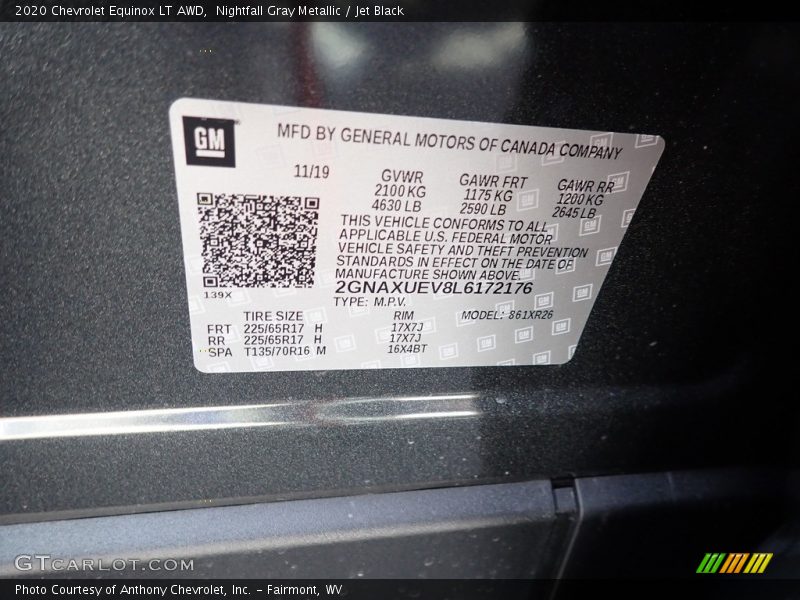 2020 Chevrolet Equinox LT AWD,  Nightfall Gray Metallic / Jet Black
GM
MFD BY GENERAL MOTORS OF CANADA COMPANY
11/19
GVWR GAWR FRT GAWR RR
2100 KG 1175 KG 1200 KG
4630 LB 2590 LB 2645 LB
THIS VEHICLE CONFORMS TO ALL
APPLICABLE U.S. FEDERAL MOTOR
VEHICLE SAFETY AND THEFT PREVENTION
STANDARDS IN EFFECT ON THE DATE OF
MANUFACTURE SHOWN ABOVE.
2GNAXUEV8L6172176
139X
TYPE: M.P.V.
TIRE SIZE RIM MODEL: 861XR26
FRT 225/65R17 H 17X7J
RR 225/65R17 H 17X7J
SPA T135/70R16 M 16X4BT
GTCARLOT.COM
Photo Courtesy of Anthony Chevrolet, Inc. – Fairmont, WV